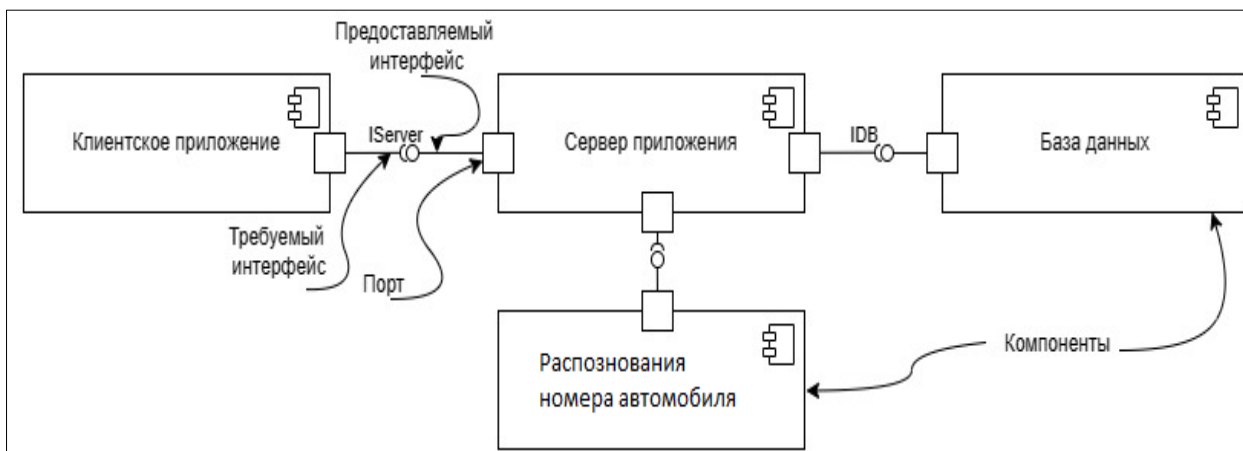 Предоставляемый
интерфейс
Клиентское приложение
IServer
Сервер приложения
IDB
База данных
Требуемый
интерфейс
Порт
Распознования
номера автомобиля
Компоненты